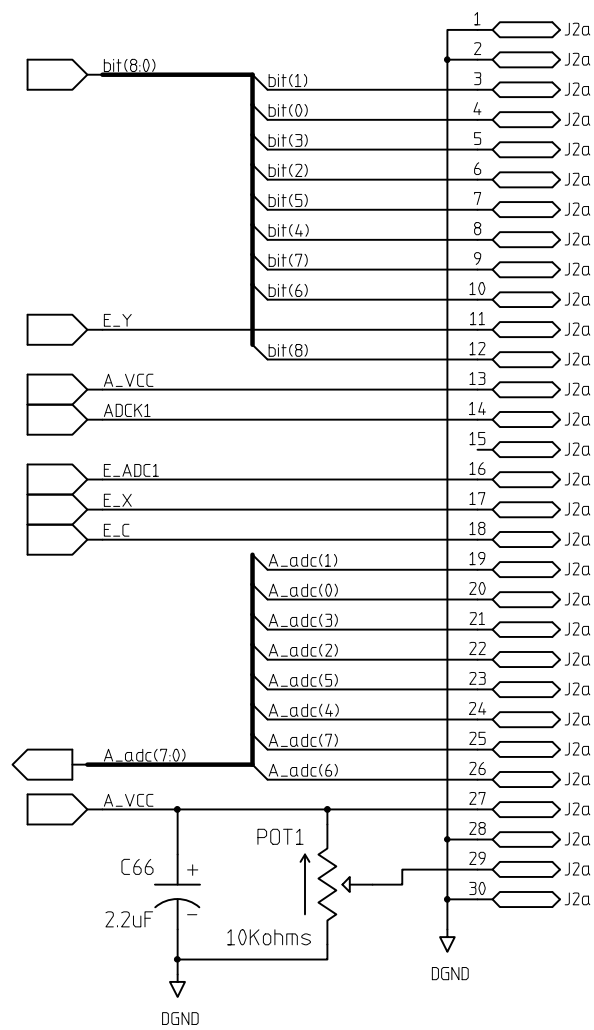 1 J2a
2 J2a
bit(8:0)
bit(1) 3 J2a
bit(0) 4 J2a
bit(3) 5 J2a
bit(2) 6 J2a
bit(5) 7 J2a
bit(4) 8 J2a
bit(7) 9 J2a
bit(6) 10 J2a
E_Y 11 J2a
bit(8) 12 J2a
A_VCC 13 J2a
ADCK1 14 J2a
15 J2a
E_ADC1 16 J2a
E_X 17 J2a
E_C 18 J2a
A_adc(1) 19 J2a
A_adc(0) 20 J2a
A_adc(3) 21 J2a
A_adc(2) 22 J2a
A_adc(5) 23 J2a
A_adc(4) 24 J2a
A_adc(7) 25 J2a
A_adc(7:0)
A_adc(6) 26 J2a
A_VCC 27 J2a
POT1 28 J2a
C66 + 29 J2a
2.2uF - 30 J2a
10Kohms
DGND
DGND